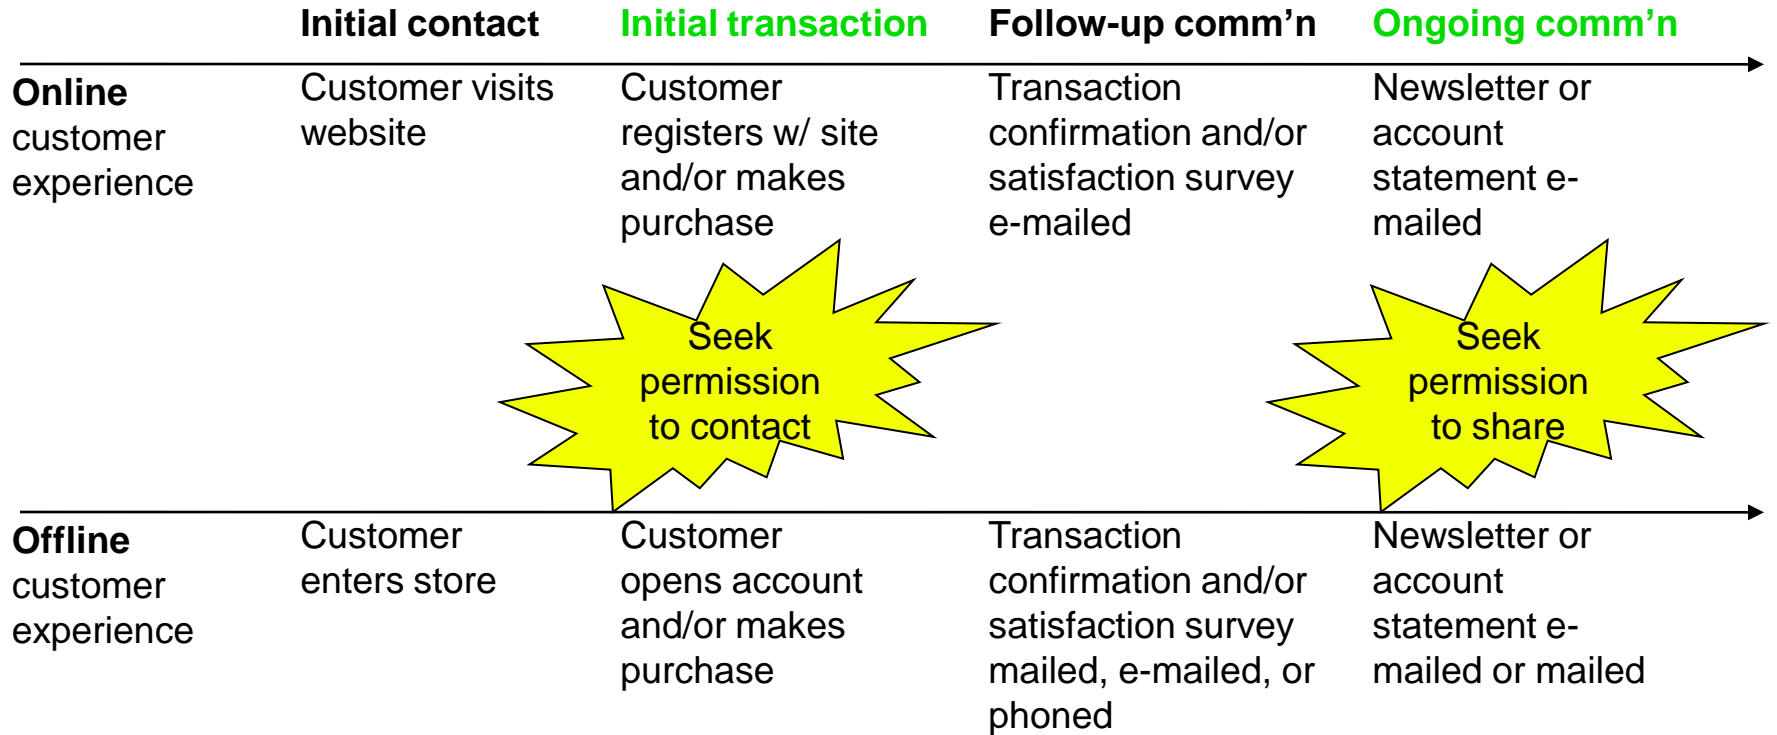 Initial contact
Initial transaction
Follow-up comm’n
Ongoing comm’n
Online
customer
experience
Customer visits
website
Customer
registers w/ site
and/or makes
purchase
Transaction
confirmation and/or
satisfaction survey
e-mailed
Newsletter or
account
statement e-
mailed
Seek
permission
to contact
Seek
permission
to share
Offline
customer
experience
Customer
enters store
Customer
opens account
and/or makes
purchase
Transaction
confirmation and/or
satisfaction survey
mailed, e-mailed, or
phoned
Newsletter or
account
statement e-
mailed or mailed